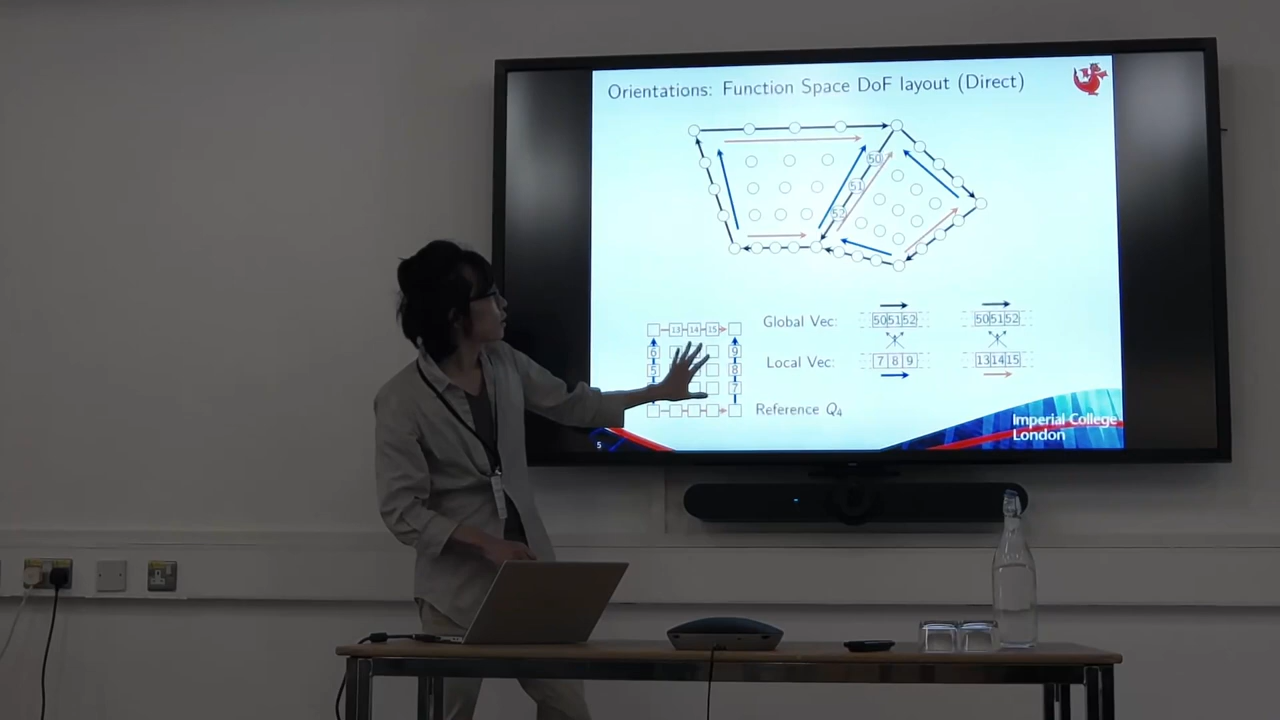 Orientations: Function Space DoF layout (Direct)
50
51
52
13 14 15
6 9
5 8
7
Global Vec: 50 51 52 50 51 52
Local Vec: 7 8 9 13 14 15
Reference Q4
Imperial College
London
5